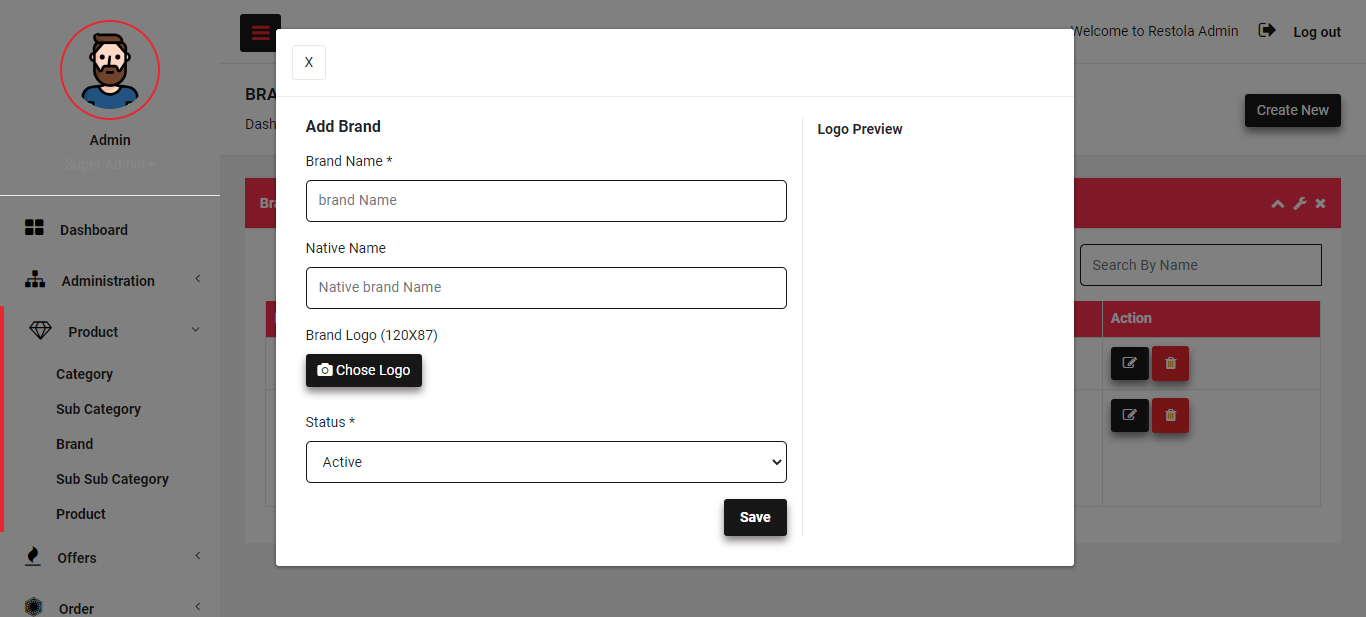 Welcome to Restola Admin
Log out
X
BRA
Dash
Create New
Admin
Super Admin
Add Brand
Logo Preview
Brand Name *
brand Name
Bra
Dashboard
Native Name
Search By Name
Administration
Native brand Name
Action
Product
Brand Logo (120X87)
Chose Logo
Category
Sub Category
Status *
Brand
Active
Sub Sub Category
Product
Save
Offers
Order